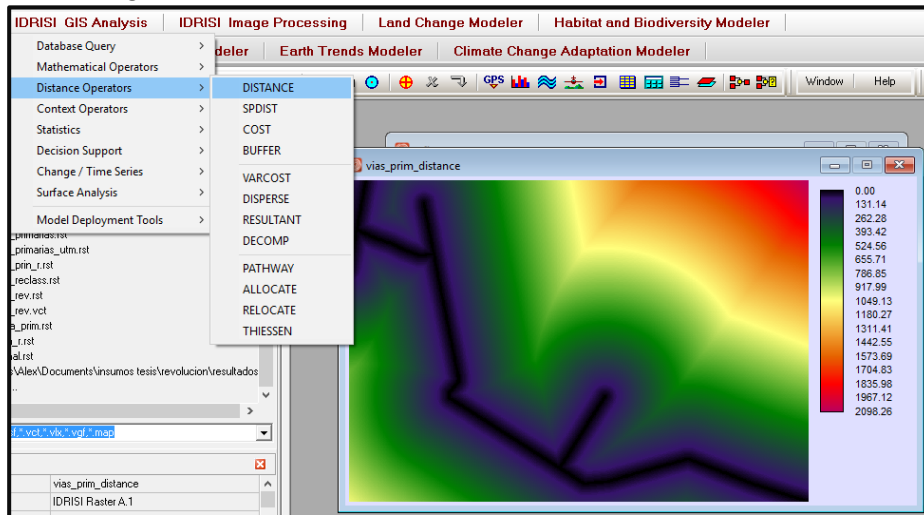 IDRISI GIS Analysis IDRISI Image Processing Land Change Modeler Habitat and Biodiversity Modeler
deler Earth Trends Modeler Climate Change Adaptation Modeler
Database Query >
Mathematical Operators >
Distance Operators >
Context Operators >
Statistics >
Decision Support >
Change / Time Series >
Surface Analysis >
Model Deployment Tools >
DISTANCE
SPDIST
COST
BUFFER
VARCOST
DISPERSE
RESULTANT
DECOMP
PATHWAY
ALLOCATE
RELOCATE
THIESSEN
GPS
Window Help
vias_prim_distance
0.00
131.14
262.28
393.42
524.56
655.71
786.85
917.99
1049.13
1180.27
1311.41
1442.55
1573.69
1704.83
1835.98
1967.12
2098.26
_primarias_utm.rst
_prin_r.rst
_reclass.rst
_rev.rst
_rev.vct
a_prim.rst
_r.rst
al.rst
s\Alex\Documents\insumos tesis\revolucion\resultados
..
f,*.vct,*.vlx,*.vgf,*.map
vias_prim_distance
IDRISI Raster A.1